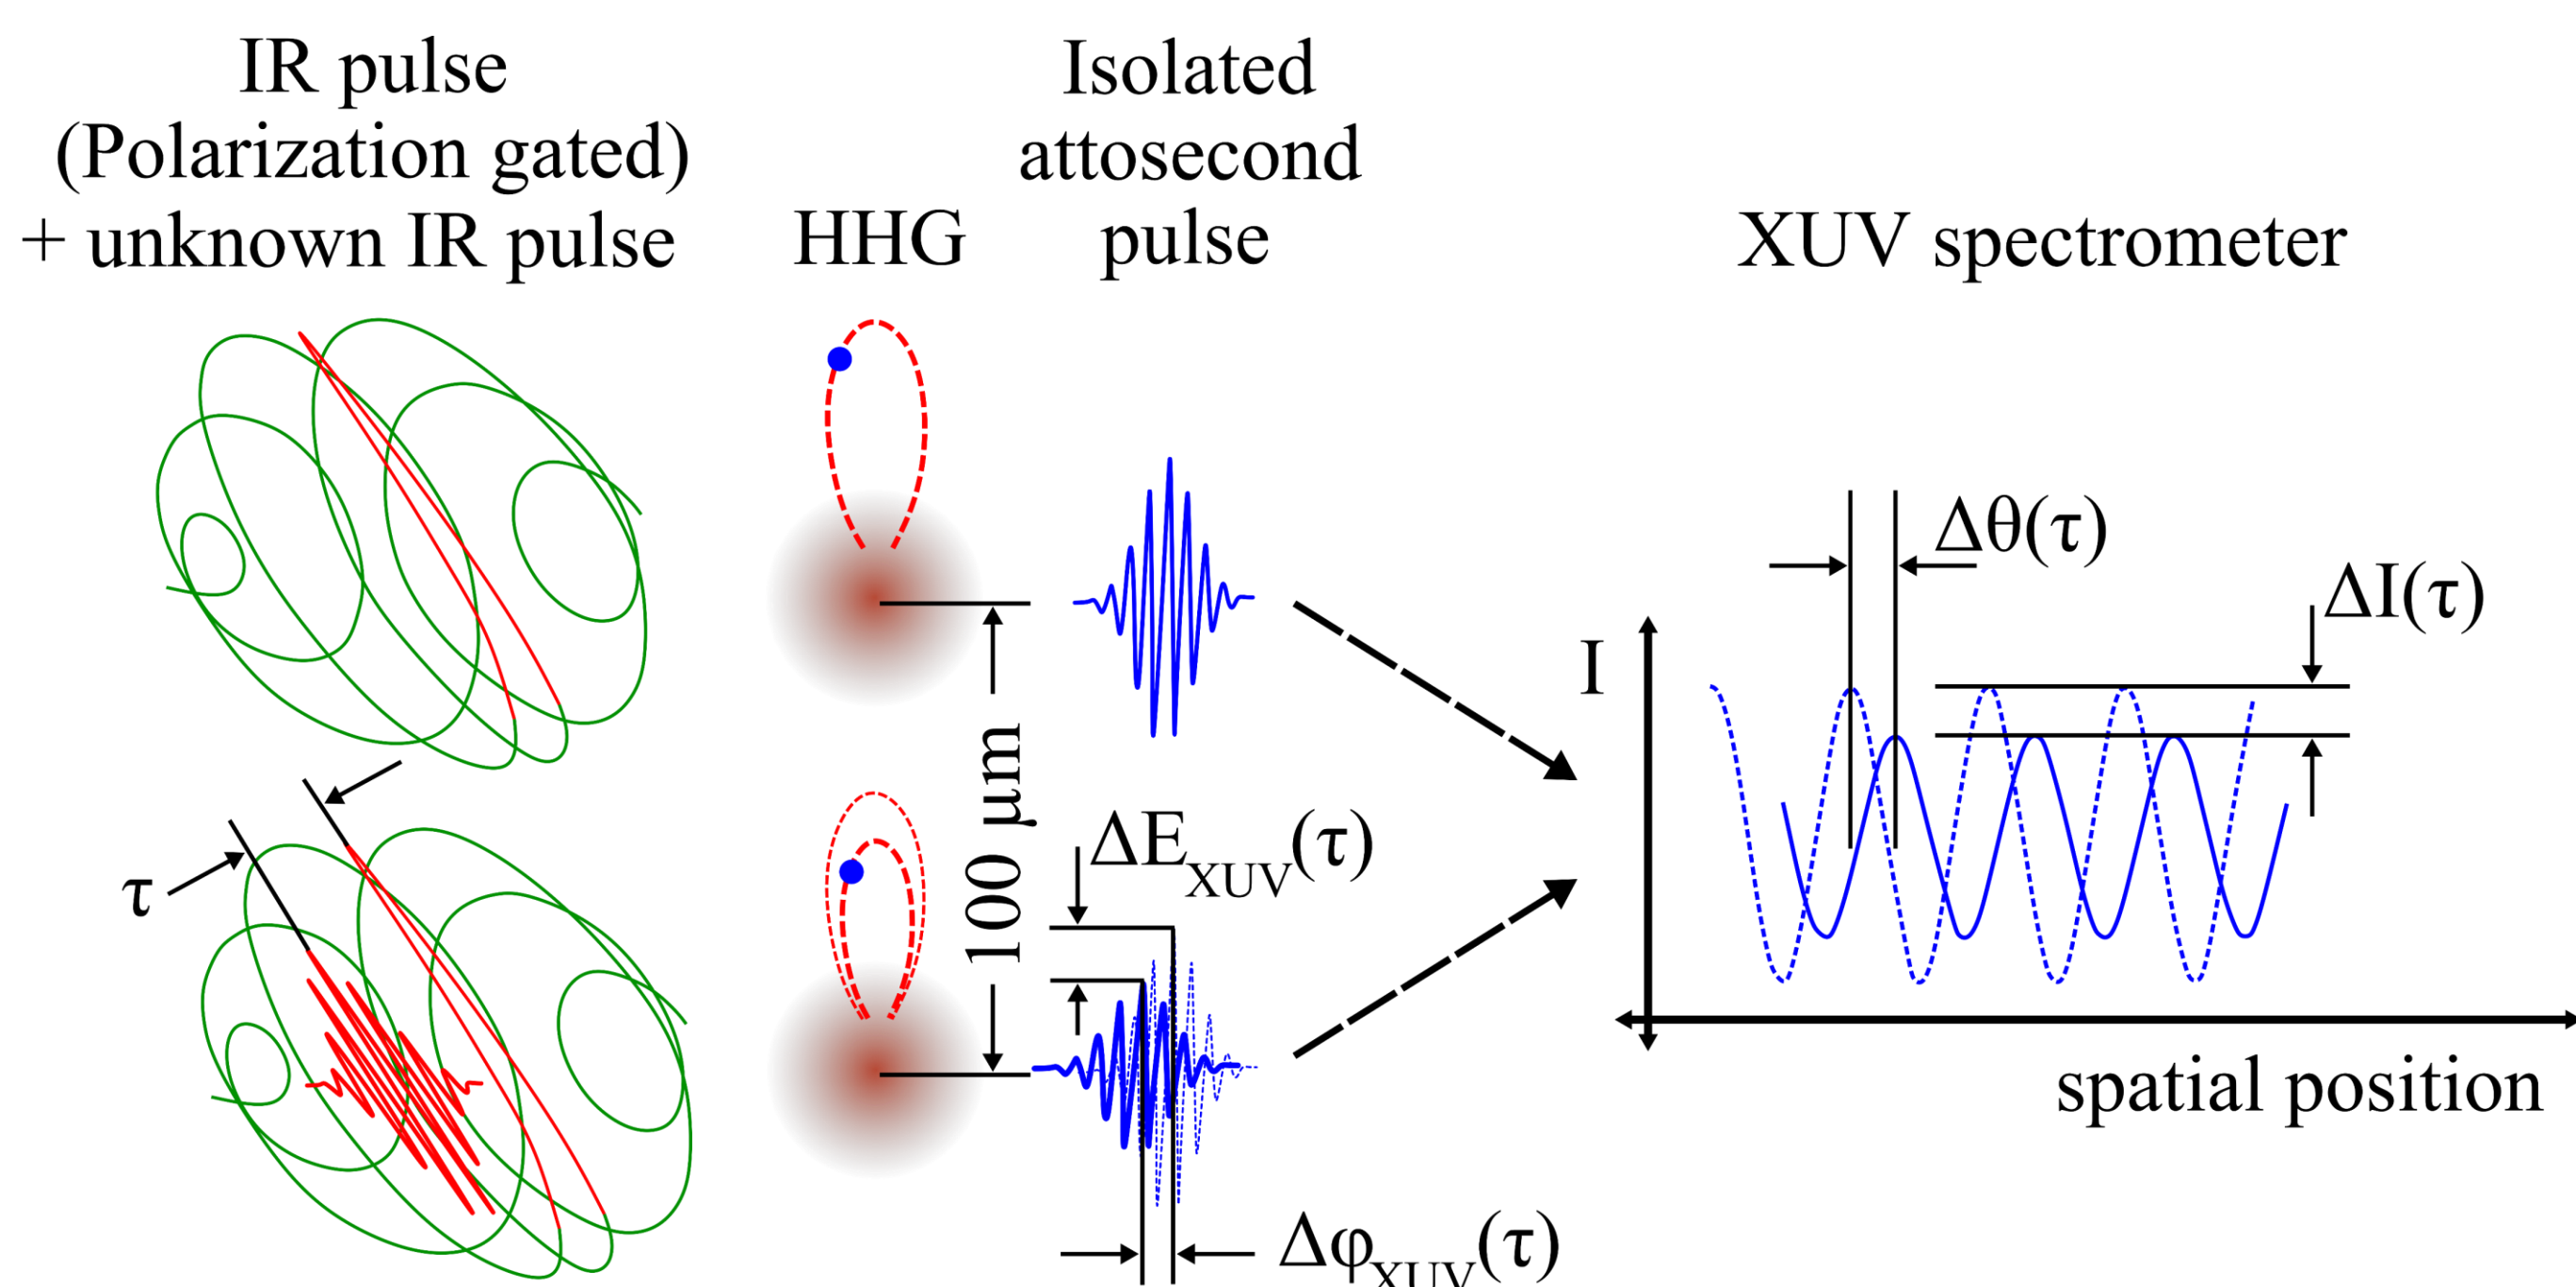 IR pulse
(Polarization gated)
+ unknown IR pulse
HHG
Isolated
attosecond
pulse
XUV spectrometer
Δθ(τ)
ΔI(τ)
I
100 μm
ΔE_XUV(τ)
τ
spatial position
Δφ_XUV(τ)